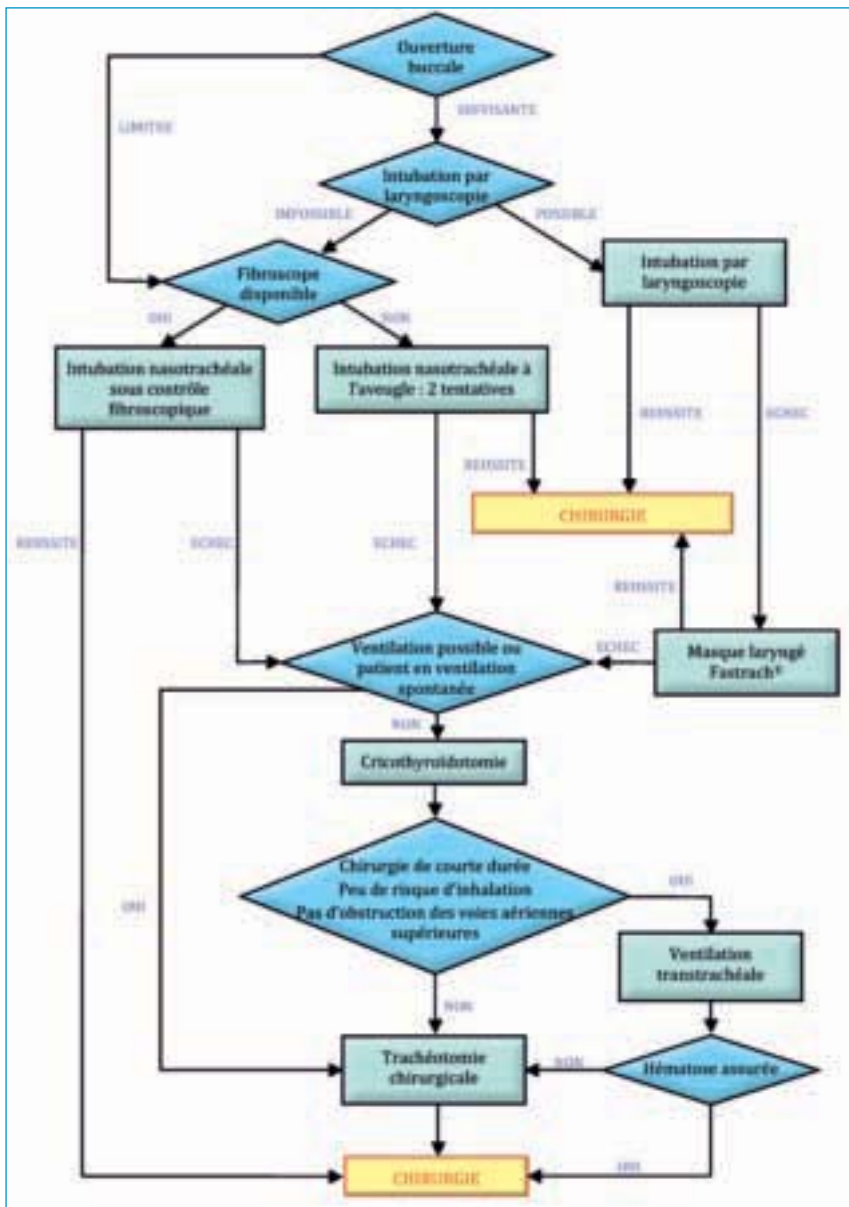 Ouverture
buccale
LIMITEE
SUFFISANTE
Intubation par
laryngoscopie
IMPOSSIBLE
POSSIBLE
Fibroscope
disponible
Intubation par
laryngoscopie
OUI
NON
Intubation nasotrachéale
sous contrôle
fibroscopique
Intubation nasotrachéale à
l'aveugle : 2 tentatives
REUSSITE
ECHEC
REUSSITE
CHIRURGIE
REUSSITE
ECHEC
ECHEC
REUSSITE
Ventilation possible ou
patient en ventilation
spontanée
ECHEC
Masque laryngé
Fastrach®
NON
Cricothyroïdotomie
Chirurgie de courte durée
Peu de risque d'inhalation
Pas d'obstruction des voies aériennes
supérieures
OUI
OUI
Ventilation
transtrachéale
NON
Trachéotomie
chirurgicale
NON
Hématose assurée
CHIRURGIE
OUI